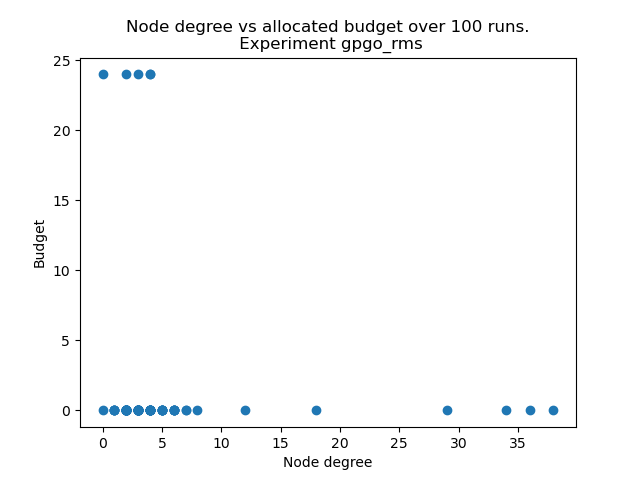 Node degree vs allocated budget over 100 runs.
Experiment gpgo_rms
25
20
15
10
5
0
Budget
0 5 10 15 20 25 30 35
Node degree